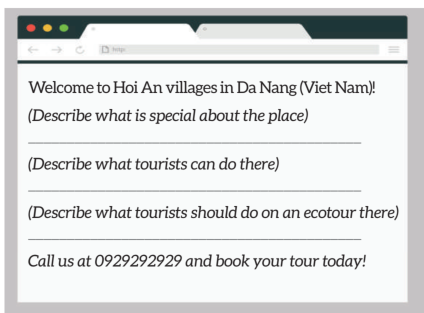 http:
Welcome to Hoi An villages in Da Nang (Viet Nam)!
(Describe what is special about the place)
(Describe what tourists can do there)
(Describe what tourists should do on an ecotour there)
Call us at 0929292929 and book your tour today!